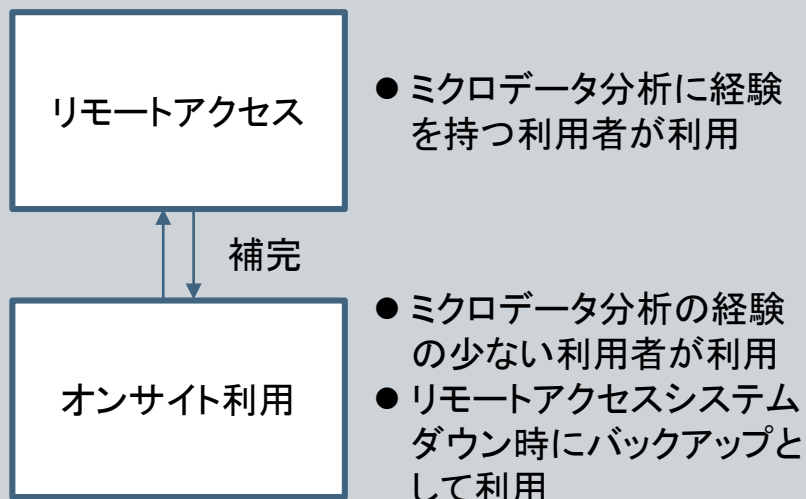 リモートアクセス
● ミクロデータ分析に経験
を持つ利用者が利用
補完
オンサイト利用
● ミクロデータ分析の経験
の少ない利用者が利用
● リモートアクセスシステム
ダウン時にバックアップと
して利用